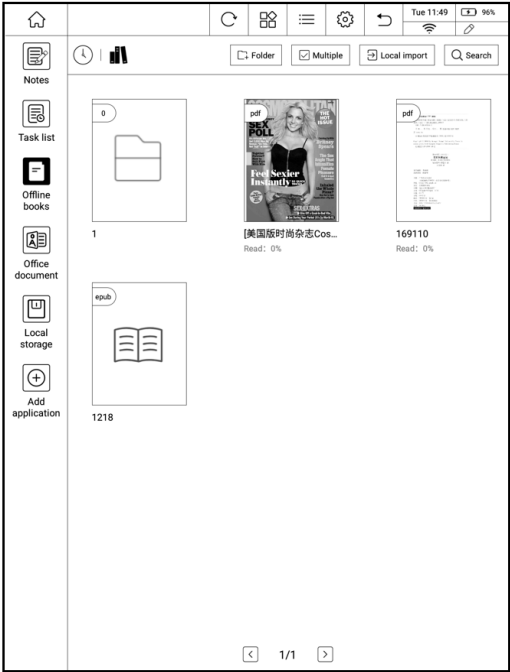 Tue 11:49
96%
Notes
Task list
Offline
books
Office
document
Local
storage
Add
application
Folder
Multiple
Local import
Search
0
1
pdf
SEX
POLL
THE
HOT
ISSUE
Britney
Feel Sexier
Instantly
[美国版时尚杂志Cos...
Read: 0%
pdf
169110
Read: 0%
epub
1218
1/1